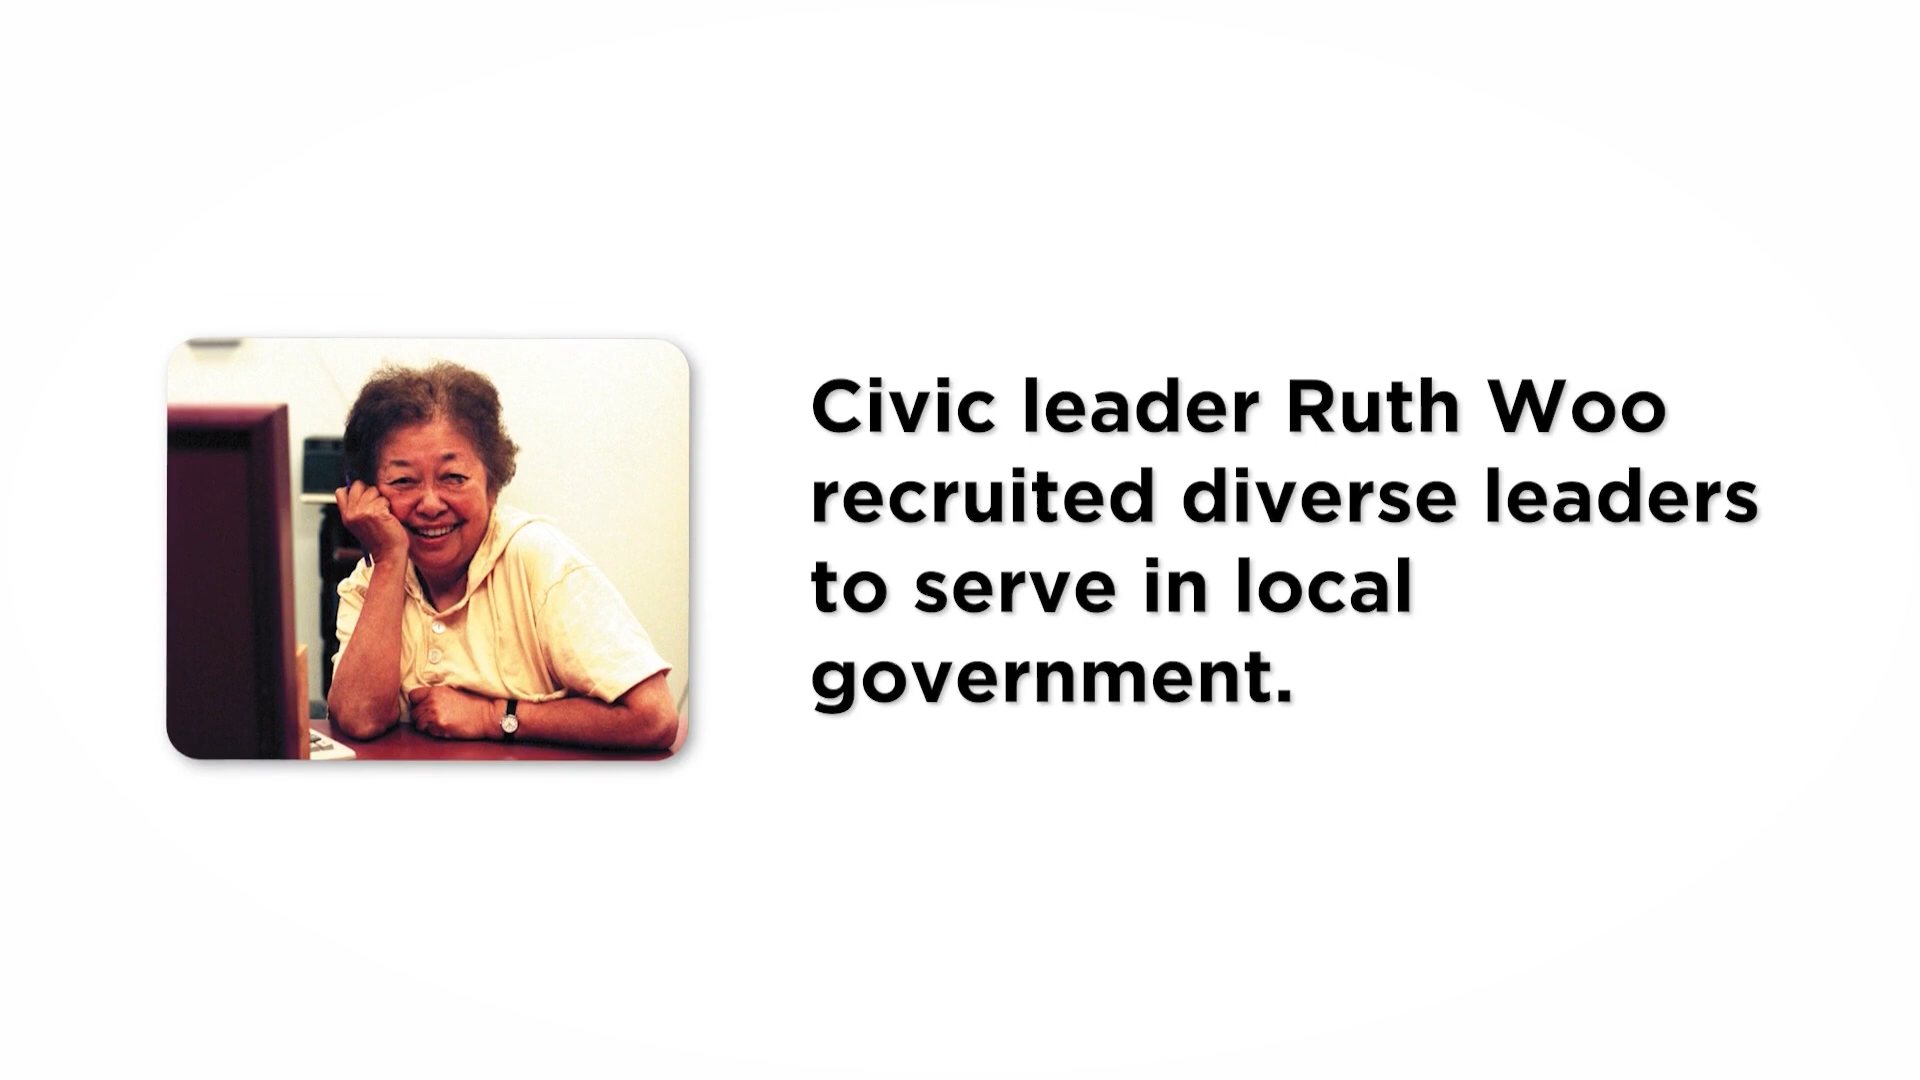 Civic leader Ruth Woo
recruited diverse leaders
to serve in local
government.